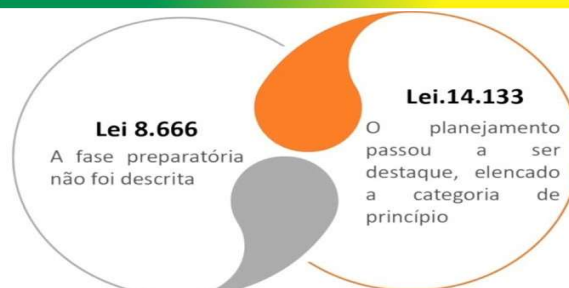 Lei 8.666
A fase preparatória
não foi descrita
Lei.14.133
O planejamento
passou a ser
destaque, elencado
a categoria de
princípio